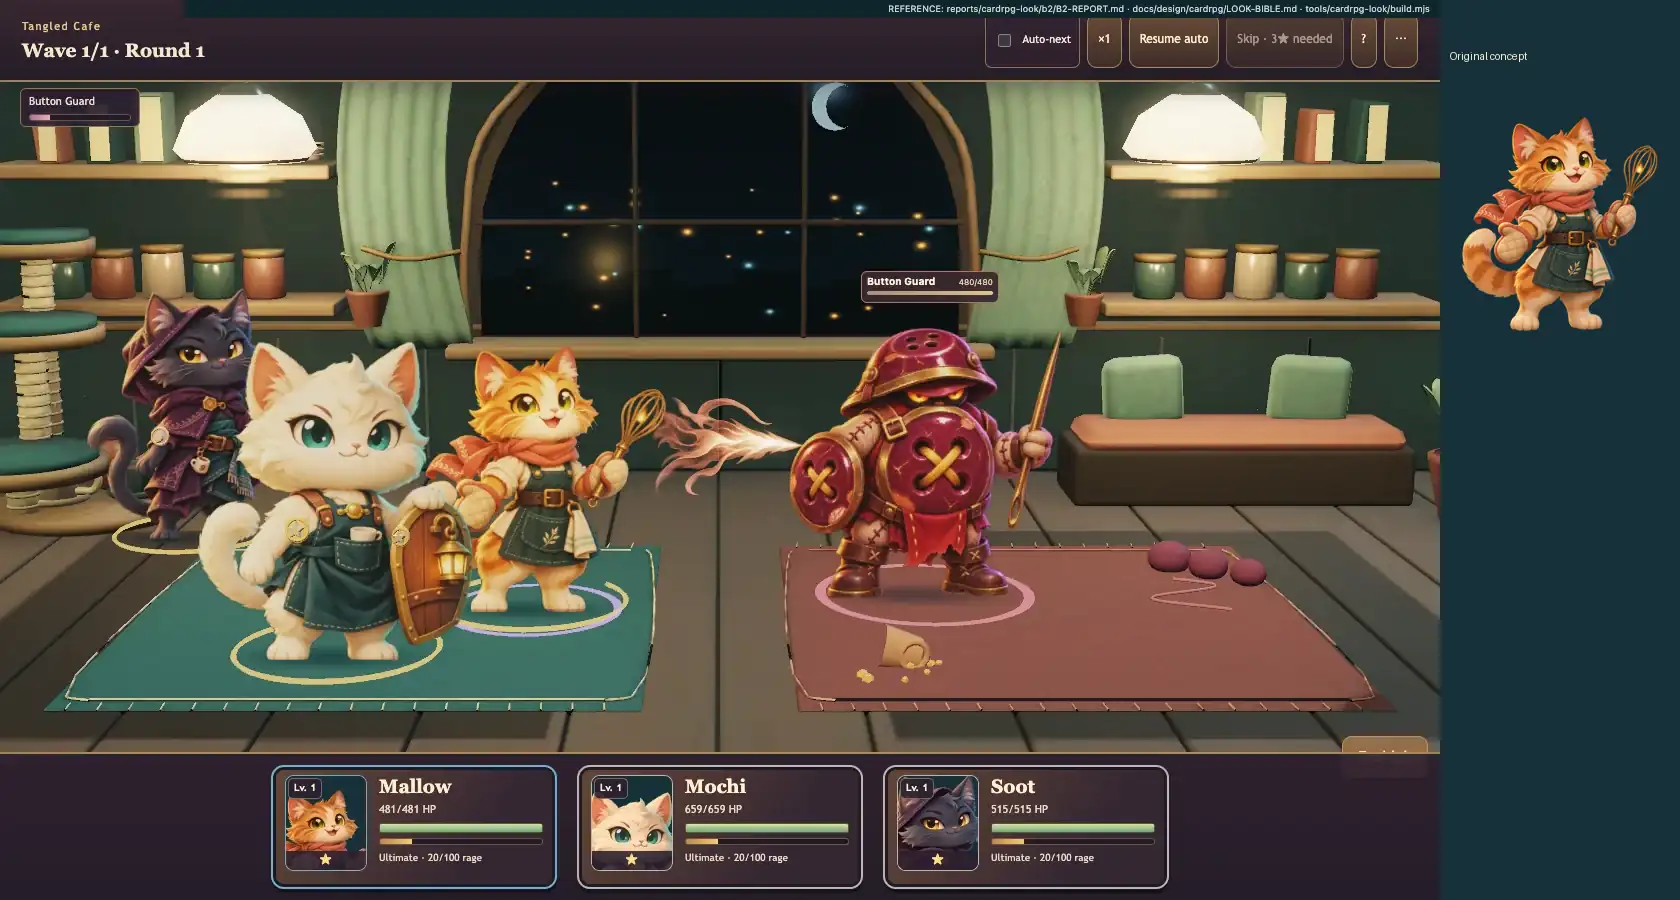 REFERENCE: reports/cardrpg-look/b2/B2-REPORT.md · docs/design/cardrpg/LOOK-BIBLE.md · tools/cardrpg-look/build.mjs
Tangled Cafe
Wave 1/1 · Round 1
Auto-next
×1
Resume auto
Skip · 3★ needed
?
...
Original concept
Button Guard
Button Guard 480/480
Lv. 1
Mallow
481/481 HP
Ultimate · 20/100 rage
Lv. 1
Mochi
659/659 HP
Ultimate · 20/100 rage
Lv. 1
Soot
515/515 HP
Ultimate · 20/100 rage